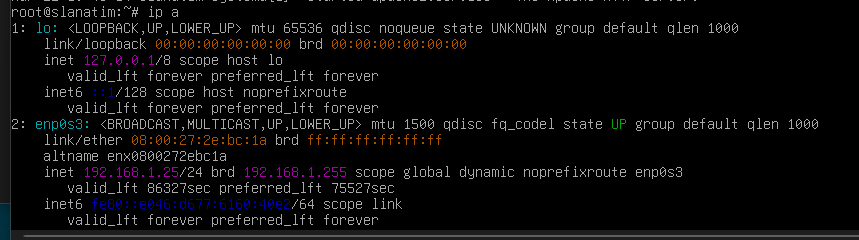 root@slanatim:~# ip a
1: lo: <LOOPBACK,UP,LOWER_UP> mtu 65536 qdisc noqueue state UNKNOWN group default qlen 1000
link/loopback 00:00:00:00:00:00 brd 00:00:00:00:00:00
inet 127.0.0.1/8 scope host lo
valid_lft forever preferred_lft forever
inet6 ::1/128 scope host noprefixroute
valid_lft forever preferred_lft forever
2: enp0s3: <BROADCAST,MULTICAST,UP,LOWER_UP> mtu 1500 qdisc fq_codel state UP group default qlen 1000
link/ether 08:00:27:2e:bc:1a brd ff:ff:ff:ff:ff:ff
altname enx0800272ebc1a
inet 192.168.1.25/24 brd 192.168.1.255 scope global dynamic noprefixroute enp0s3
valid_lft 86327sec preferred_lft 75527sec
inet6 fe80::e046:d677:6160:40e2/64 scope link
valid_lft forever preferred_lft forever